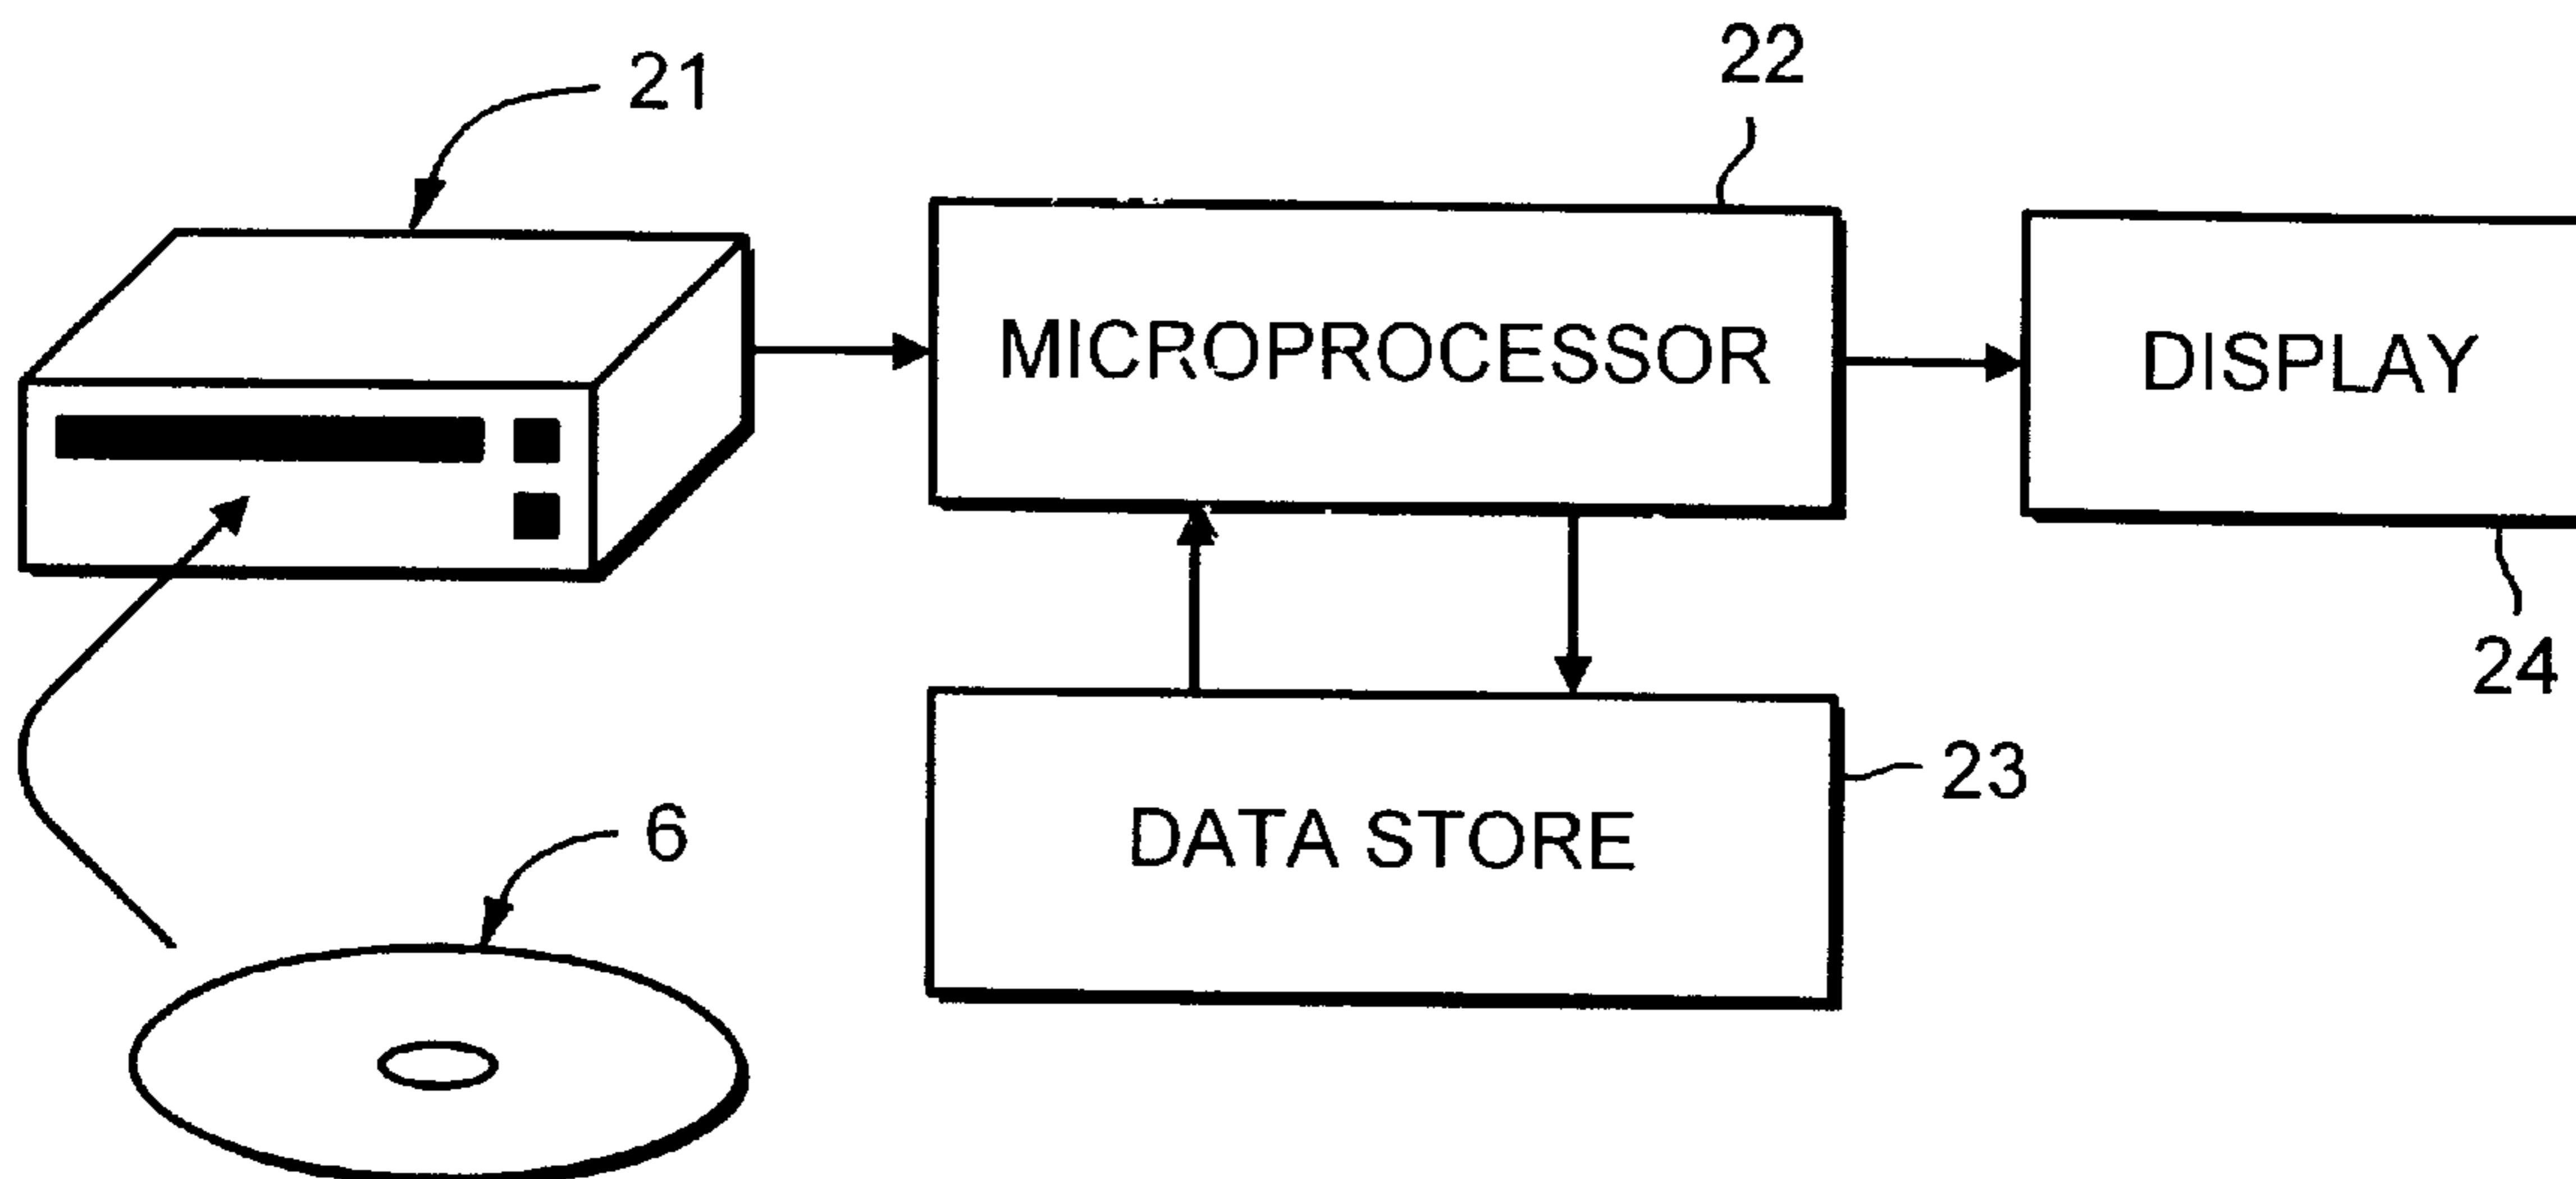 21
22
MICROPROCESSOR
DISPLAY
24
23
DATA STORE
6